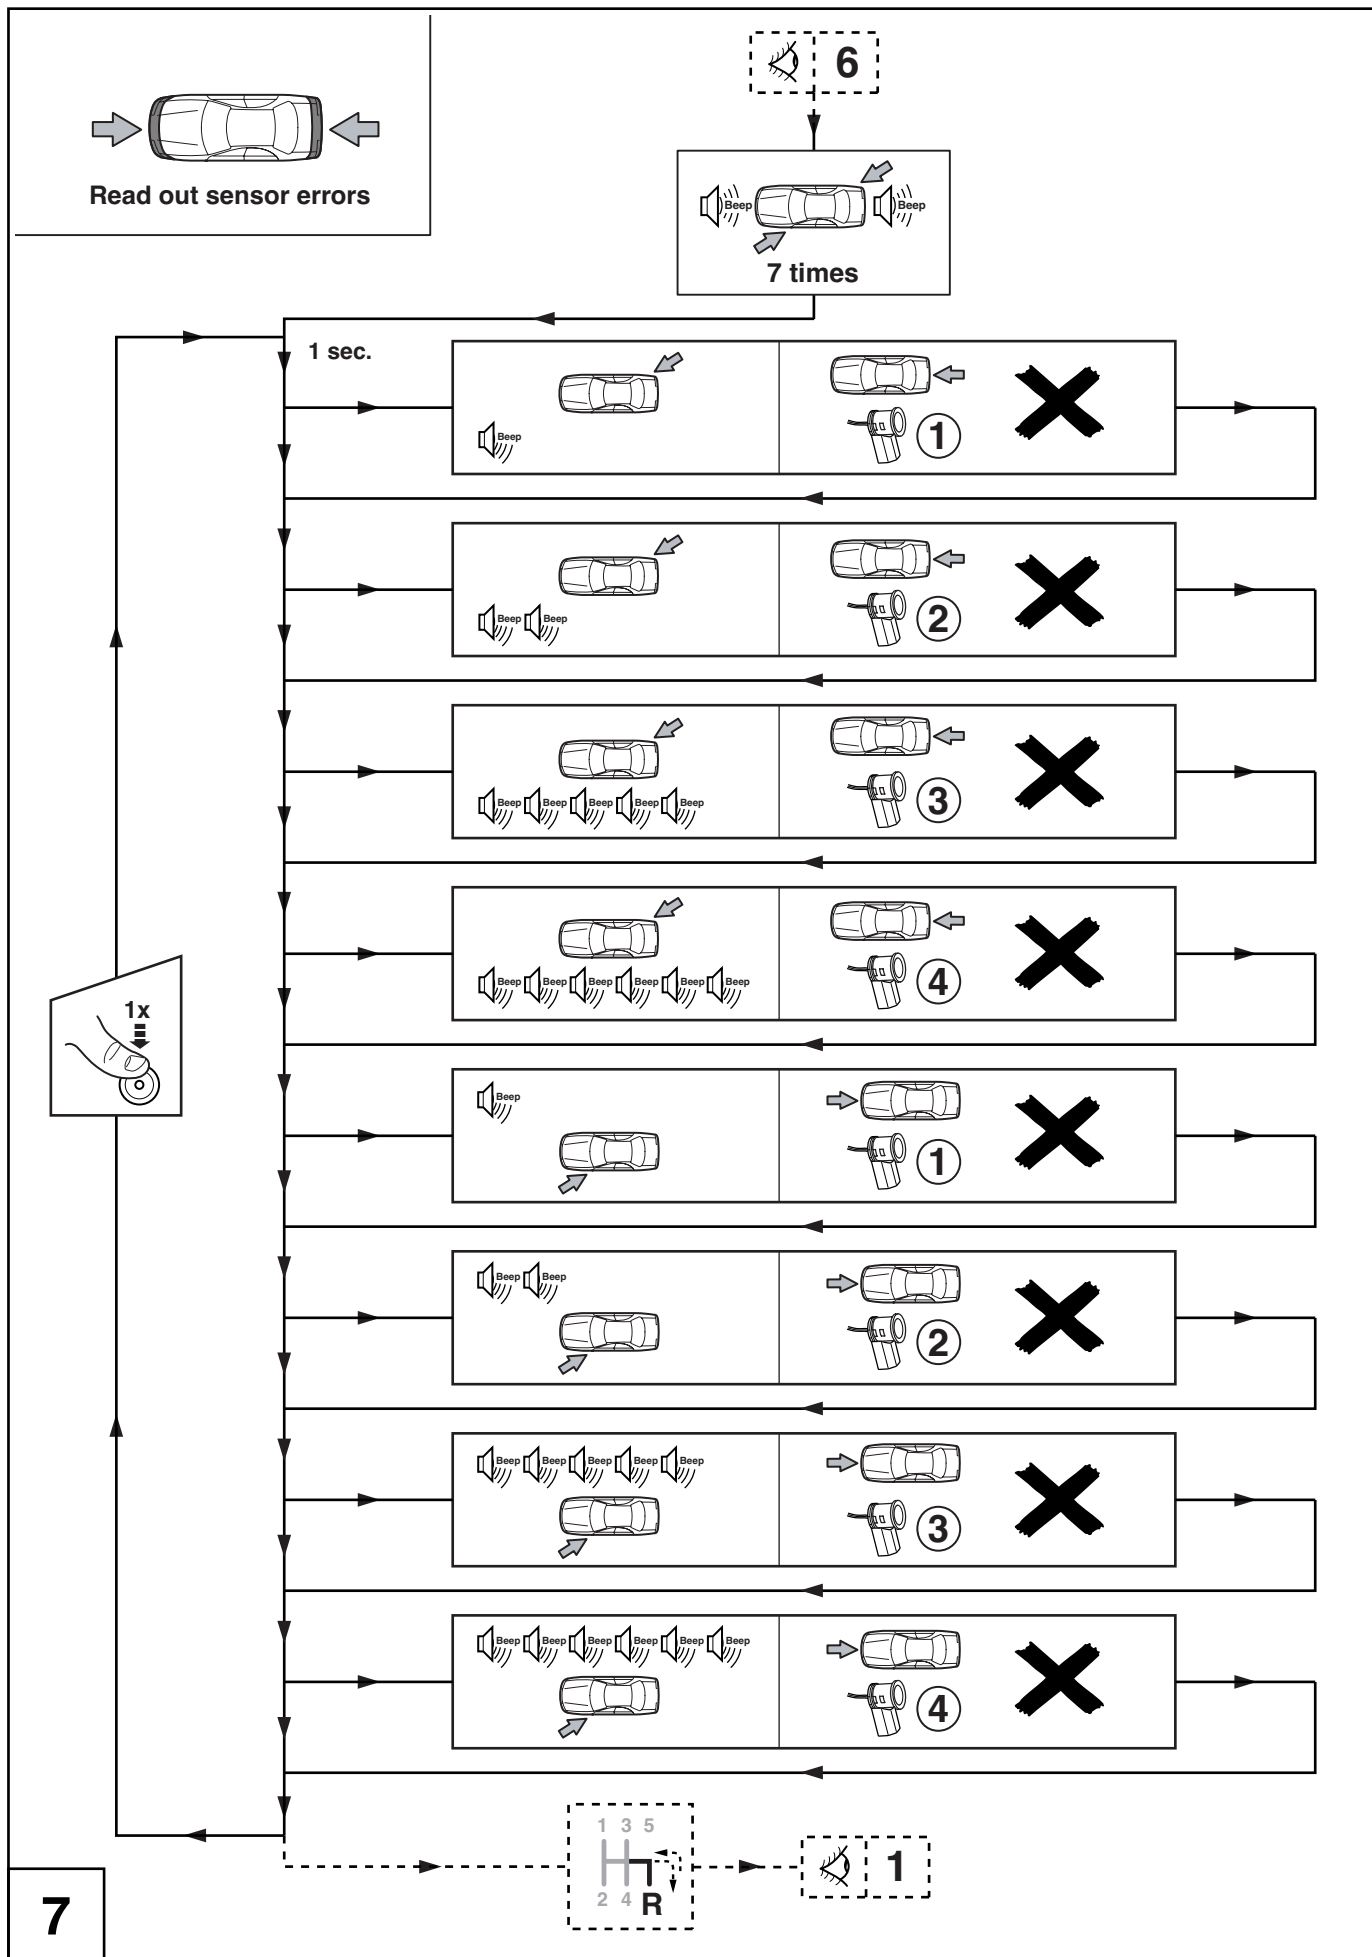 6
Read out sensor errors
Beep Beep
7 times
1 sec.
Beep
1
Beep Beep
2
Beep Beep Beep Beep Beep
3
Beep Beep Beep Beep Beep Beep
4
1x
Beep
1
Beep Beep
2
Beep Beep Beep Beep Beep
3
Beep Beep Beep Beep Beep Beep
4
1 3 5
2 4 R
1
7